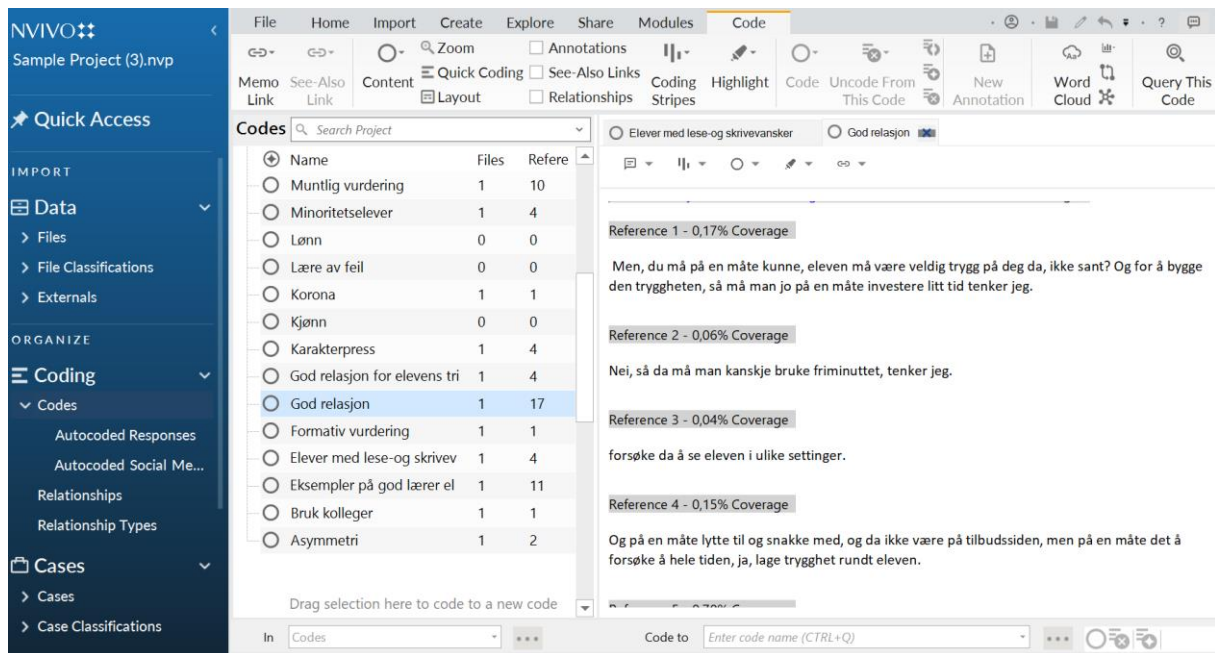 NVIVO
Sample Project (3).nvp
Quick Access
IMPORT
Data
Files
File Classifications
Externals
ORGANIZE
Coding
Codes
Autocoded Responses
Autocoded Social Me...
Relationships
Relationship Types
Cases
Cases
Case Classifications
File Home Import Create Explore Share Modules Code
Memo Link
See-Also Link
Content
Zoom
Quick Coding
Layout
Annotations
See-Also Links
Relationships
Coding Stripes
Highlight
Code
Uncode From This Code
New Annotation
Word Cloud
Query This Code
Codes Search Project
Name Files Refere
Muntlig vurdering 1 10
Minoritetselever 1 4
Lønn 0 0
Lære av feil 0 0
Korona 1 1
Kjønn 0 0
Karakterpress 1 4
God relasjon for elevens tri 1 4
God relasjon 1 17
Formativ vurdering 1 1
Elever med lese-og skrivev 1 4
Eksempler på god lærer el 1 11
Bruk kolleger 1 1
Asymmetri 1 2
Drag selection here to code to a new code
Elever med lese-og skrivevansker God relasjon
Reference 1 - 0,17% Coverage
Men, du må på en måte kunne, eleven må være veldig trygg på deg da, ikke sant? Og for å bygge
den tryggheten, så må man jo på en måte investere litt tid tenker jeg.
Reference 2 - 0,06% Coverage
Nei, så da må man kanskje bruke friminuttet, tenker jeg.
Reference 3 - 0,04% Coverage
forsøke da å se eleven i ulike settinger.
Reference 4 - 0,15% Coverage
Og på en måte lytte til og snakke med, og da ikke være på tilbudssiden, men på en måte det å
forsøke å hele tiden, ja, lage trygghet rundt eleven.
In Codes Code to Enter code name (CTRL+Q)